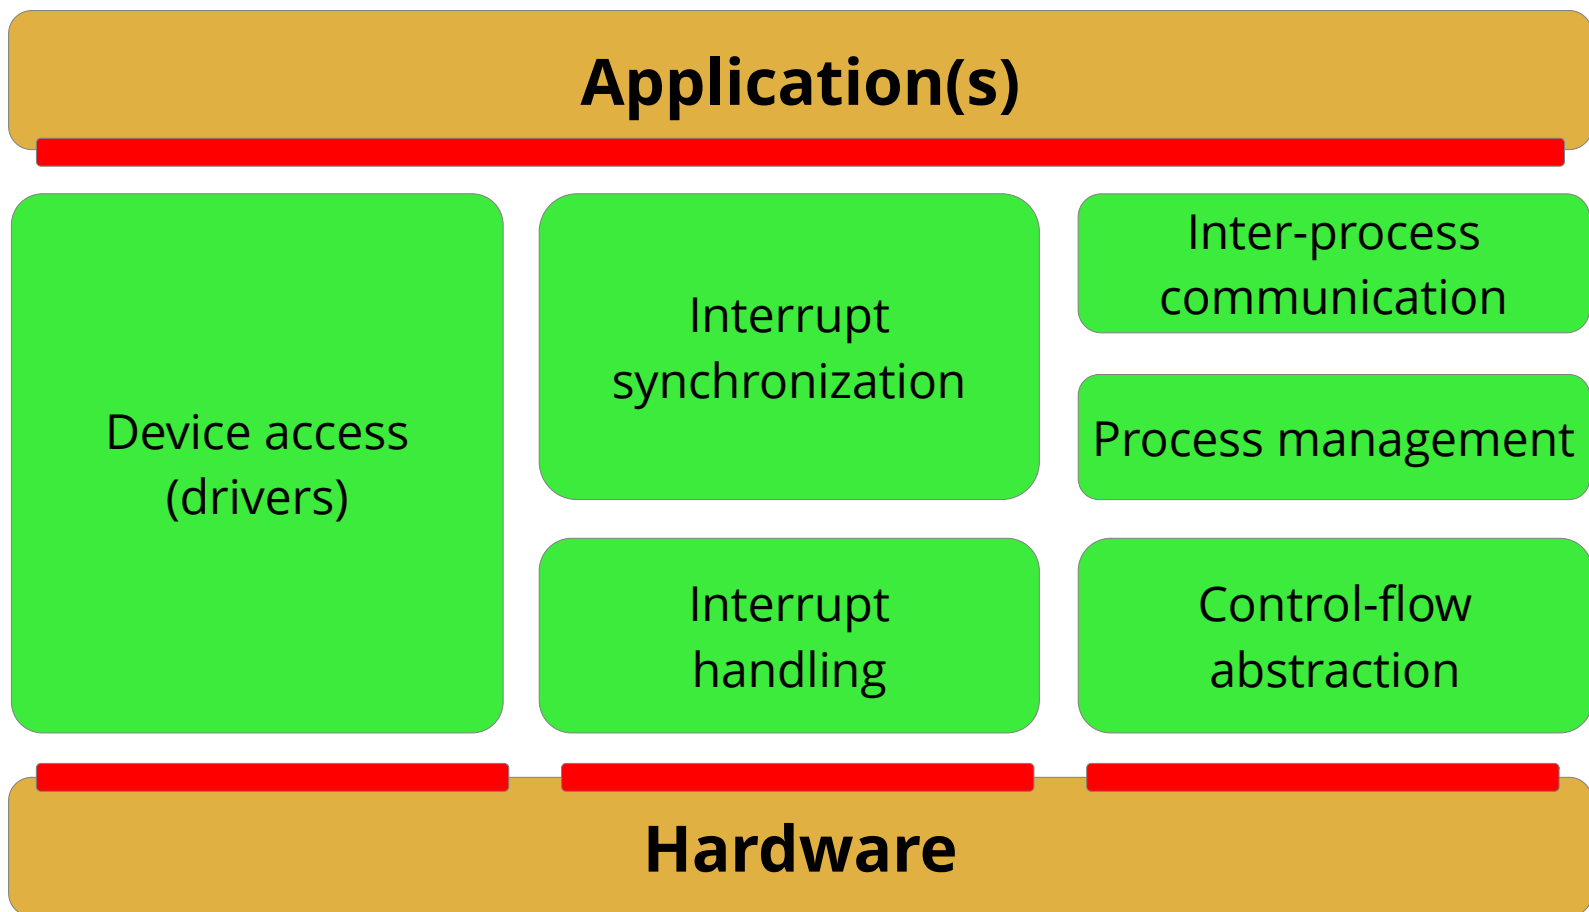 Application(s)
Device access
(drivers)
Interrupt
synchronization
Interrupt
handling
Inter-process
communication
Process management
Control-flow
abstraction
Hardware